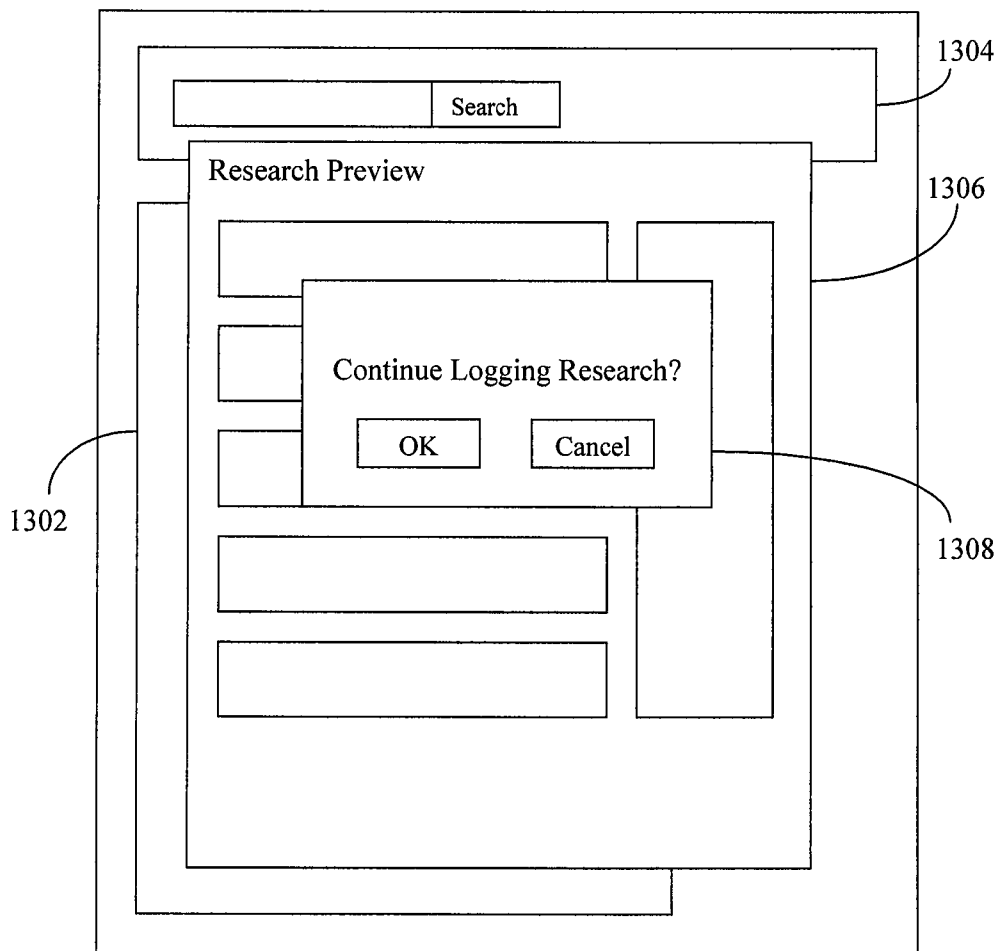 1304
Search
Research Preview
1306
Continue Logging Research?
OK Cancel
1302
1308